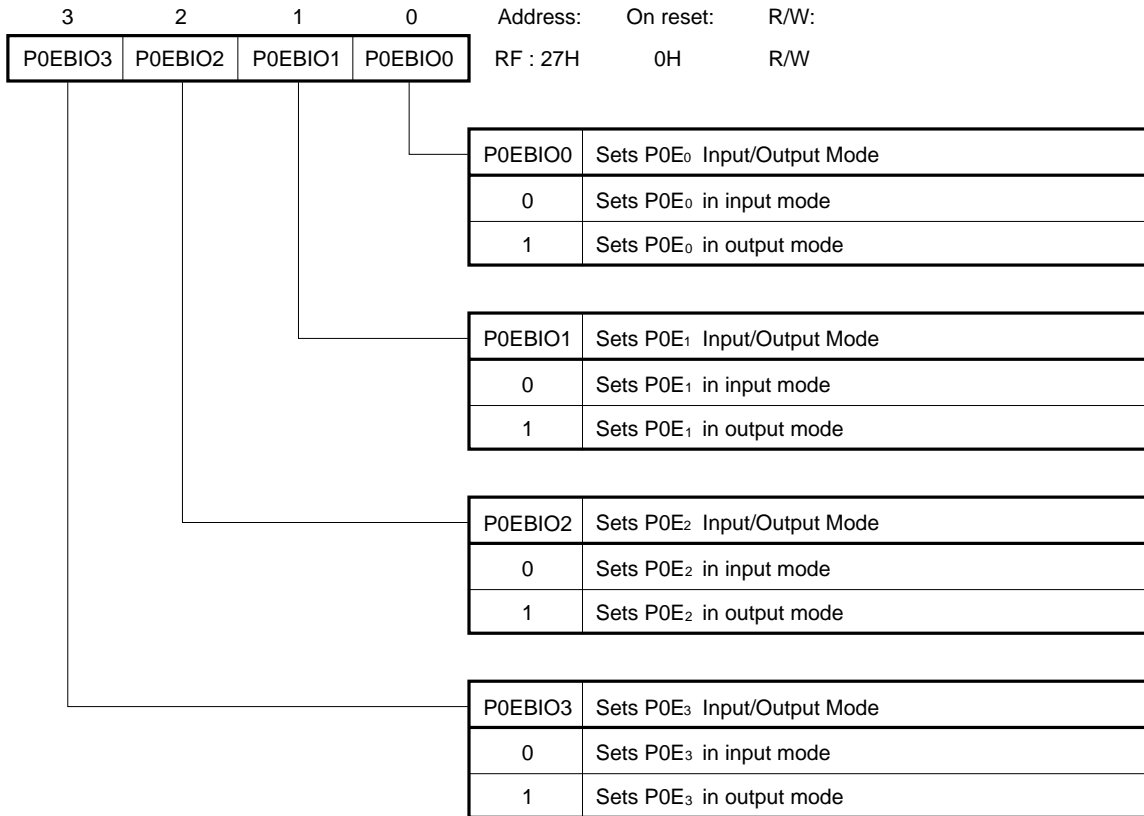 3 2 1 0 Address: On reset: R/W:
P0EBIO3 P0EBIO2 P0EBIO1 P0EBIO0 RF : 27H 0H R/W
P0EBIO0 Sets P0E₀ Input/Output Mode
0 Sets P0E₀ in input mode
1 Sets P0E₀ in output mode
P0EBIO1 Sets P0E₁ Input/Output Mode
0 Sets P0E₁ in input mode
1 Sets P0E₁ in output mode
P0EBIO2 Sets P0E₂ Input/Output Mode
0 Sets P0E₂ in input mode
1 Sets P0E₂ in output mode
P0EBIO3 Sets P0E₃ Input/Output Mode
0 Sets P0E₃ in input mode
1 Sets P0E₃ in output mode